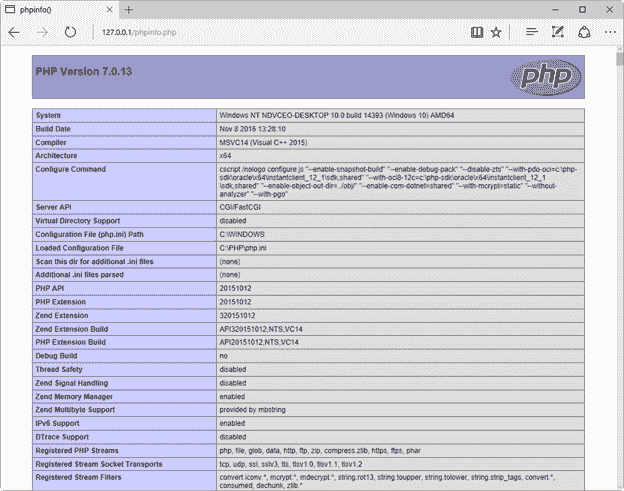 phpinfo()
127.0.0.1/phpinfo.php
PHP Version 7.0.13
php
System Windows NT NDVCEO-DESKTOP 10.0 build 14393 (Windows 10) AMD64
Build Date Nov 8 2016 13:28:10
Compiler MSVC14 (Visual C++ 2015)
Architecture x64
Configure Command cscript /nologo configure.js "--enable-snapshot-build" "--enable-debug-pack" "--disable-zts" "--with-pdo-oci=c:\php-
sdk\oracle\x64\instantclient_12_1\sdk,shared" "--with-oci8-12c=c:\php-sdk\oracle\x64\instantclient_12_1
\sdk,shared" "--enable-object-out-dir=../obj/" "--enable-com-dotnet=shared" "--with-mcrypt=static" "--without-
analyzer" "--with-pgo"
Server API CGI/FastCGI
Virtual Directory Support disabled
Configuration File (php.ini) Path C:\WINDOWS
Loaded Configuration File C:\PHP\php.ini
Scan this dir for additional .ini files (none)
Additional .ini files parsed (none)
PHP API 20151012
PHP Extension 20151012
Zend Extension 320151012
Zend Extension Build API320151012,NTS,VC14
PHP Extension Build API20151012,NTS,VC14
Debug Build no
Thread Safety disabled
Zend Signal Handling disabled
Zend Memory Manager enabled
Zend Multibyte Support provided by mbstring
IPv6 Support enabled
DTrace Support disabled
Registered PHP Streams php, file, glob, data, http, ftp, zip, compress.zlib, https, ftps, phar
Registered Stream Socket Transports tcp, udp, ssl, sslv3, tls, tlsv1.0, tlsv1.1, tlsv1.2
Registered Stream Filters convert.iconv.*, mcrypt.*, mdecrypt.*, string.rot13, string.toupper, string.tolower, string.strip_tags, convert.*,
consumed, dechunk, zlib.*